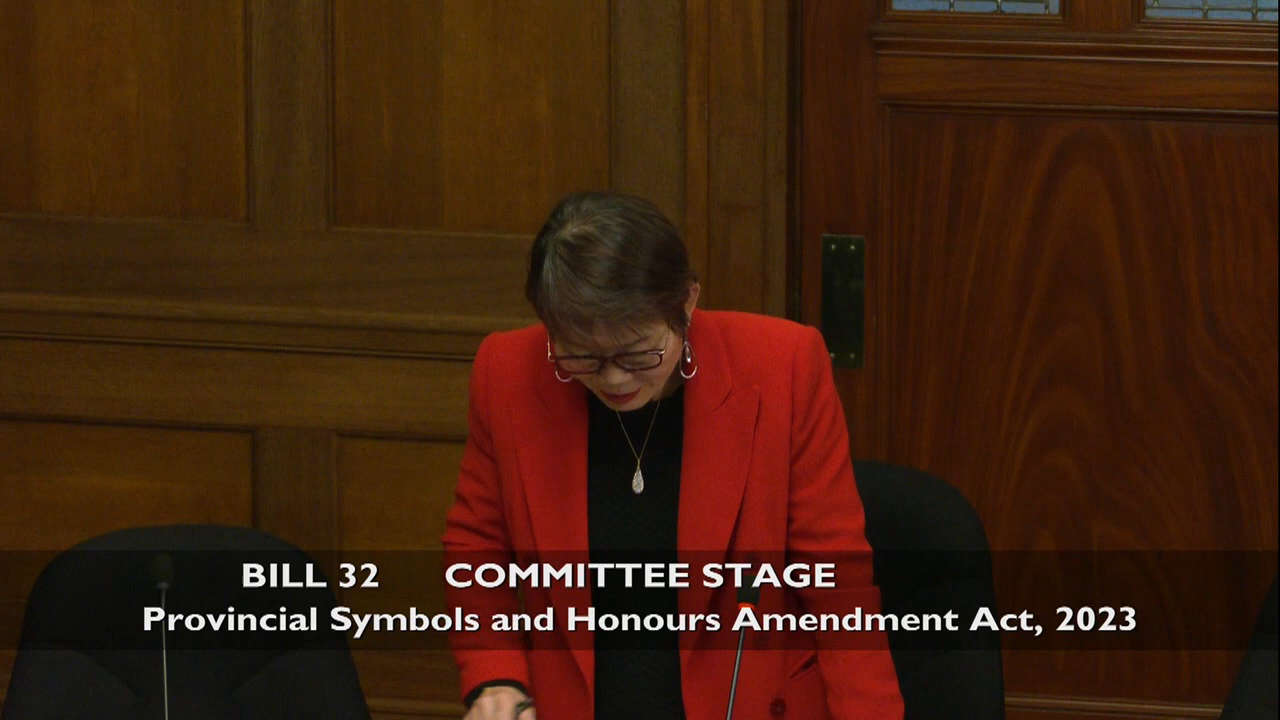 BILL 32 COMMITTEE STAGE
Provincial Symbols and Honours Amendment Act, 2023